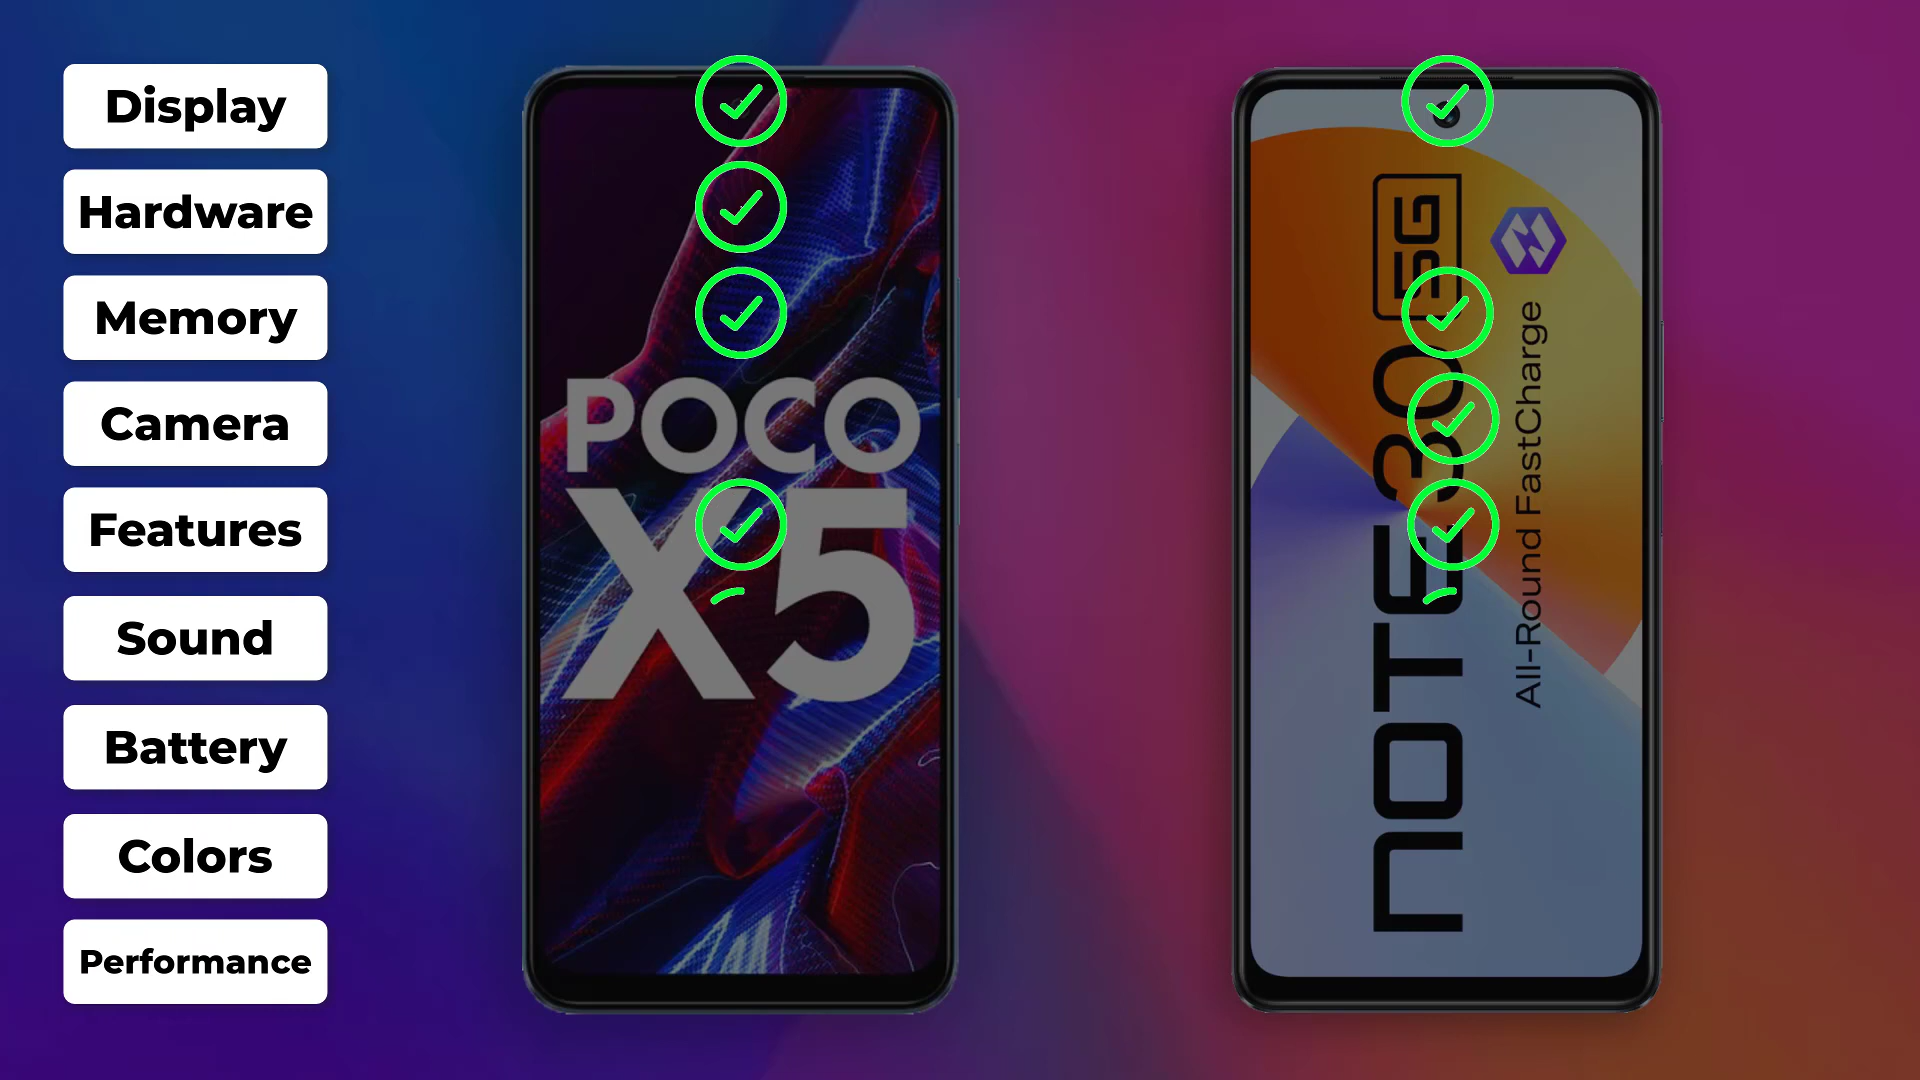 Display
Hardware
Memory
Camera
Features
Sound
Battery
Colors
Performance
POCO
X5
NOTE 30 5G
All-Round FastCharge